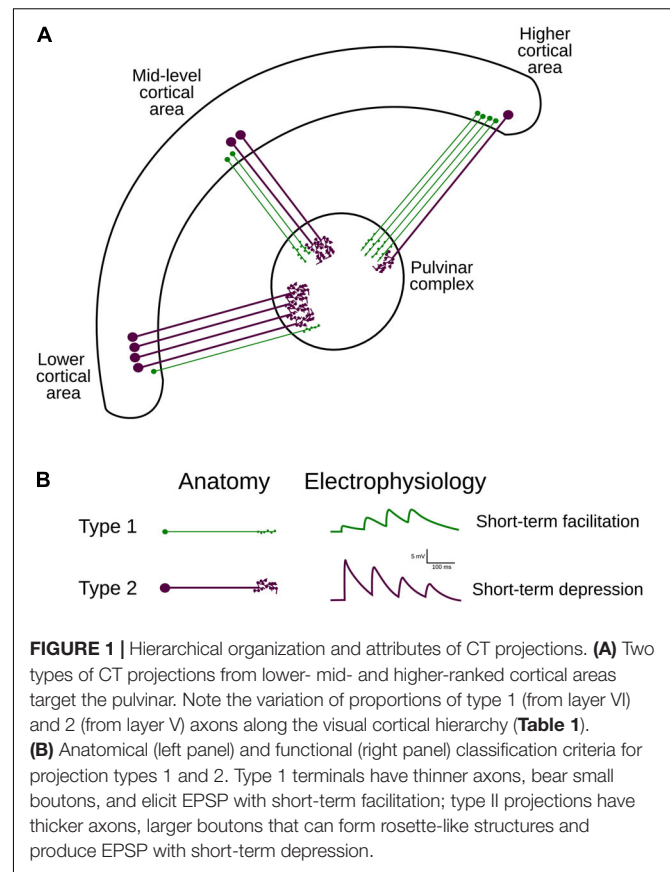 A
Higher
cortical
area
Mid-level
cortical
area
Pulvinar
complex
Lower
cortical
area
B
Anatomy Electrophysiology
Type 1
Short-term facilitation
5 mV
100 ms
Type 2
Short-term depression
FIGURE 1 | Hierarchical organization and attributes of CT projections. (A) Two
types of CT projections from lower- mid- and higher-ranked cortical areas
target the pulvinar. Note the variation of proportions of type 1 (from layer VI)
and 2 (from layer V) axons along the visual cortical hierarchy (Table 1).
(B) Anatomical (left panel) and functional (right panel) classification criteria for
projection types 1 and 2. Type 1 terminals have thinner axons, bear small
boutons, and elicit EPSP with short-term facilitation; type II projections have
thicker axons, larger boutons that can form rosette-like structures and
produce EPSP with short-term depression.